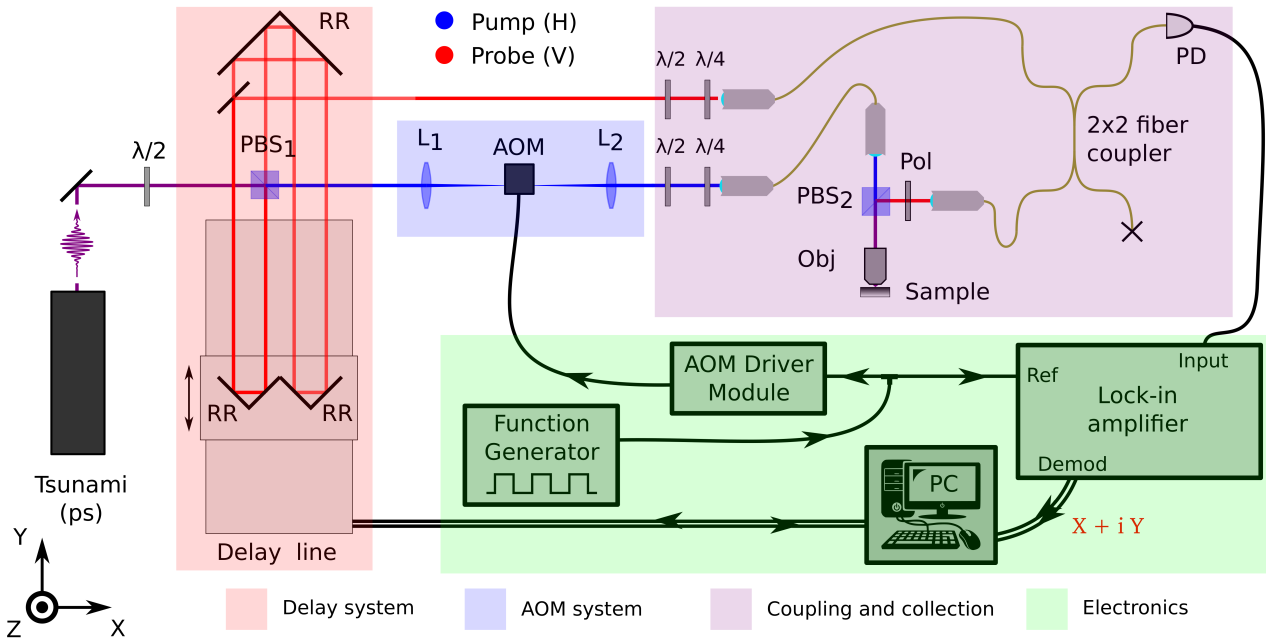 RR
Pump (H)
Probe (V)
PD
λ/2 λ/4
2x2 fiber
coupler
λ/2
PBS1
L1
AOM
L2
λ/2 λ/4
Pol
PBS2
Obj
Sample
RR
RR
AOM Driver
Module
Input
Ref
Lock-in
amplifier
Demod
Function
Generator
PC
X + i Y
Tsunami
(ps)
Delay line
Y
Z
X
Delay system
AOM system
Coupling and collection
Electronics